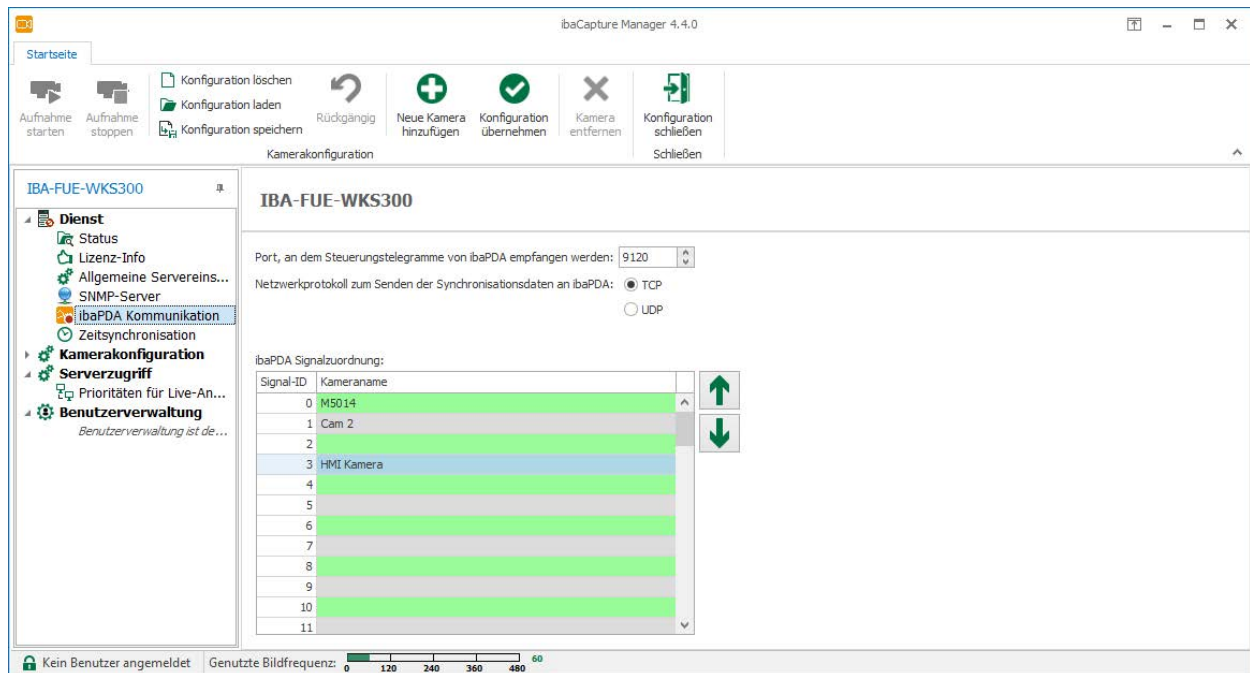 ibaCapture Manager 4.4.0
Startseite
Aufnahme starten
Aufnahme stoppen
Konfiguration löschen
Konfiguration laden
Konfiguration speichern
Rückgängig
Neue Kamera hinzufügen
Konfiguration übernehmen
Kamera entfernen
Konfiguration schließen
Kamerakonfiguration
Schließen
IBA-FUE-WKS300
Dienst
Status
Lizenz-Info
Allgemeine Servereins...
SNMP-Server
ibaPDA Kommunikation
Zeitsynchronisation
Kamerakonfiguration
Serverzugriff
Prioritäten für Live-An...
Benutzerverwaltung
Benutzerverwaltung ist de...
IBA-FUE-WKS300
Port, an dem Steuerungstelegramme von ibaPDA empfangen werden: 9120
Netzwerkprotokoll zum Senden der Synchronisationsdaten an ibaPDA: TCP
UDP
ibaPDA Signalzuordnung:
Signal-ID Kameraname
0 M5014
1 Cam 2
2
3 HMI Kamera
4
5
6
7
8
9
10
11
Kein Benutzer angemeldet Genutzte Bildfrequenz: 60
0 120 240 360 480